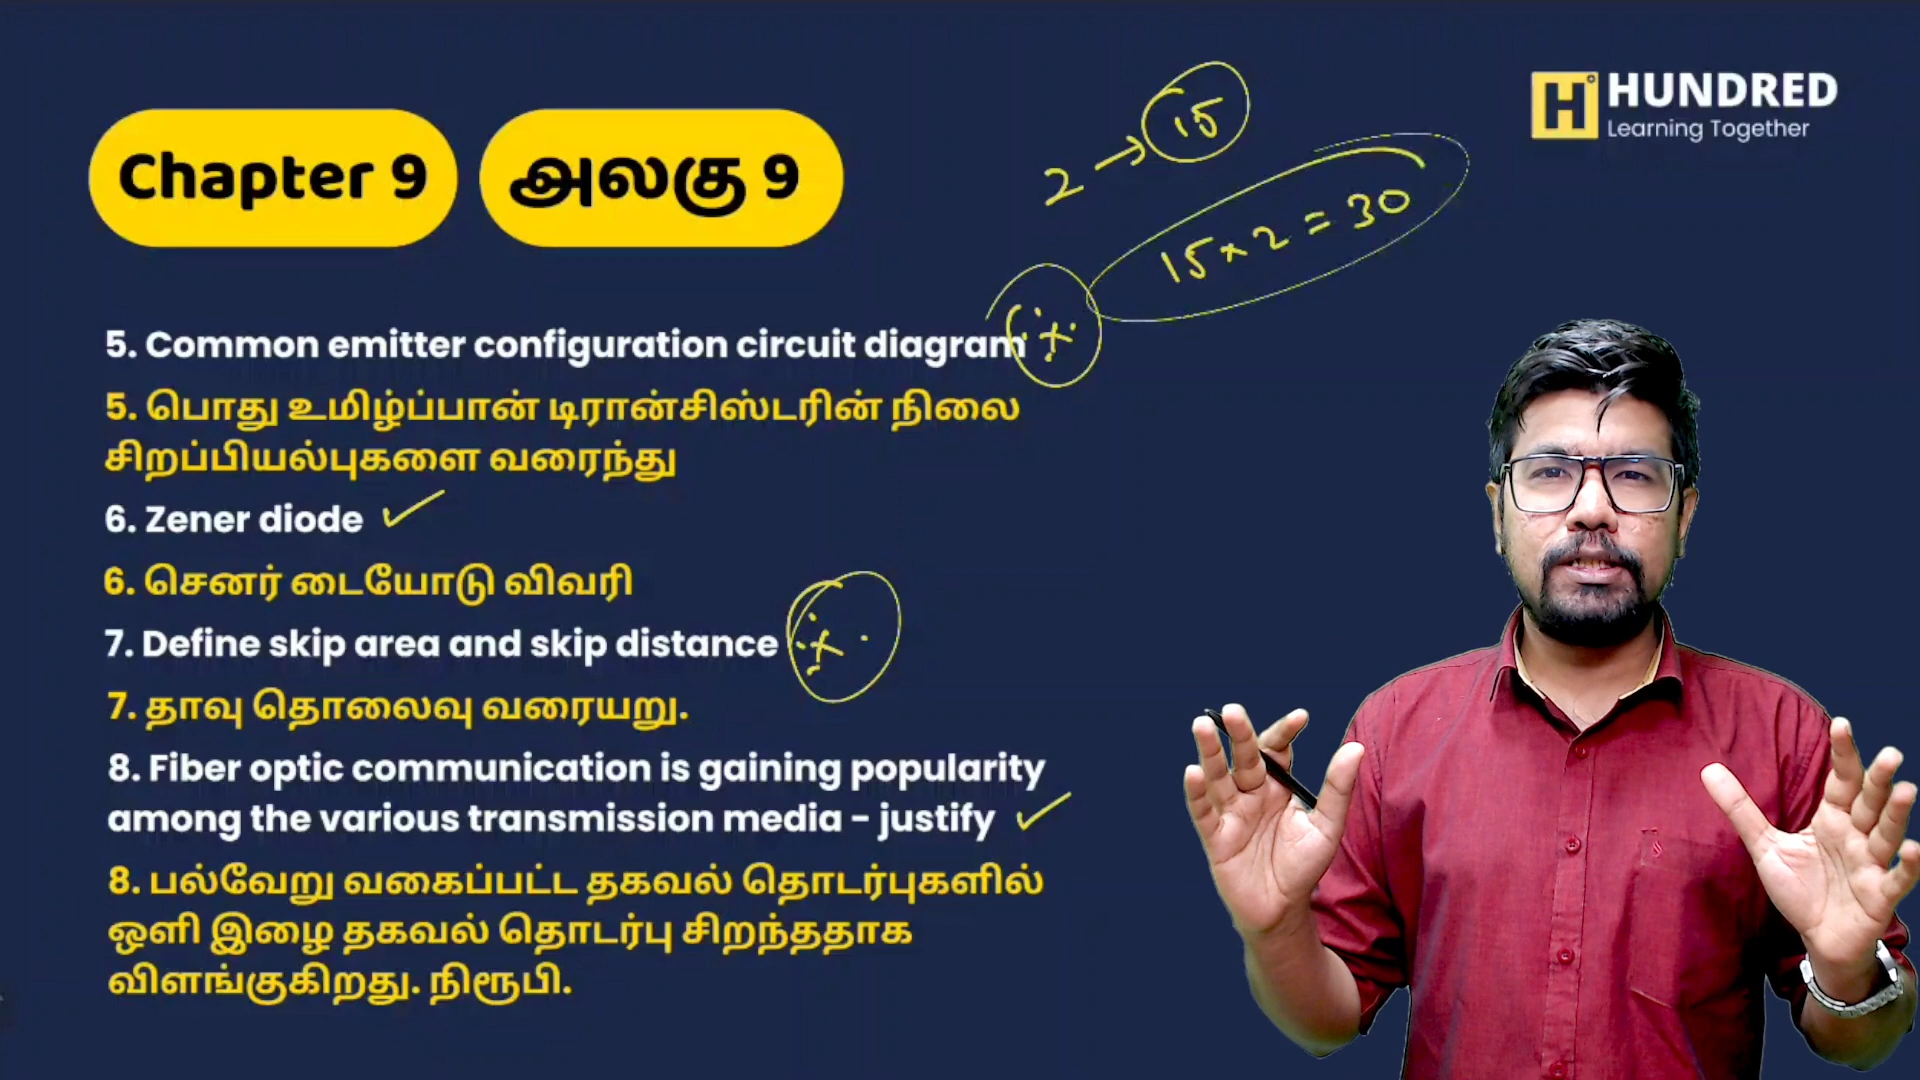 HUNDRED
Learning Together
Chapter 9
அலகு 9
2 → 15
15 × 2 = 30
5. Common emitter configuration circuit diagram
5. பொது உமிழ்ப்பான் டிரான்சிஸ்டரின் நிலை
சிறப்பியல்புகளை வரைந்து
6. Zener diode
6. செனர் டையோடு விவரி
7. Define skip area and skip distance
7. தாவு தொலைவு வரையறு.
8. Fiber optic communication is gaining popularity
among the various transmission media - justify
8. பல்வேறு வகைப்பட்ட தகவல் தொடர்புகளில்
ஒளி இழை தகவல் தொடர்பு சிறந்ததாக
விளங்குகிறது. நிரூபி.